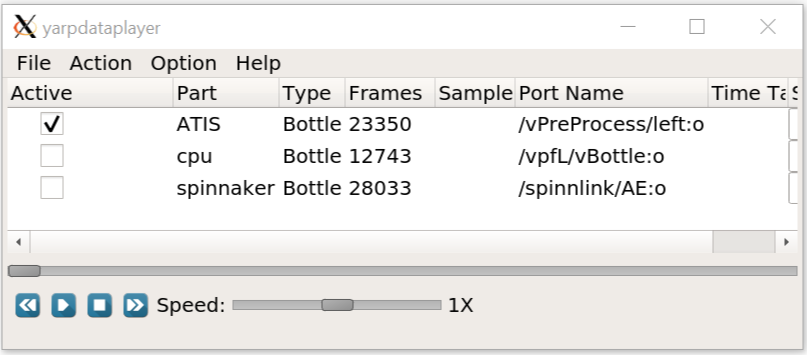 yarpdataplayer
File Action Option Help
Active Part Type Frames Sample Port Name Time Ta S
ATIS Bottle 23350 /vPreProcess/left:o
cpu Bottle 12743 /vpfL/vBottle:o
spinnaker Bottle 28033 /spinnlink/AE:o
Speed: 1X